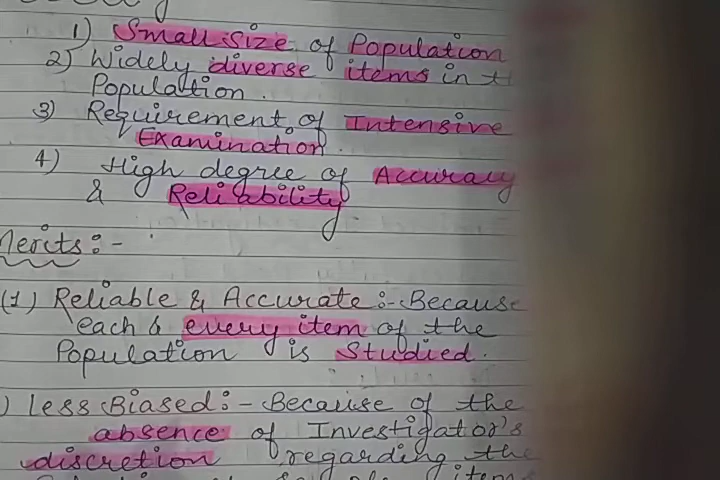 1) Small size of Population
2) Widely diverse items in
Population.
3) Requirement of Intensive
Examination.
4) High degree of Accuracy
& Reliability
Merits:-
(1) Reliable & Accurate:- Because
each & every item of the
Population is Studied.
) Less Biased:- Because of the
absence of Investigator's
discretion regarding the
items